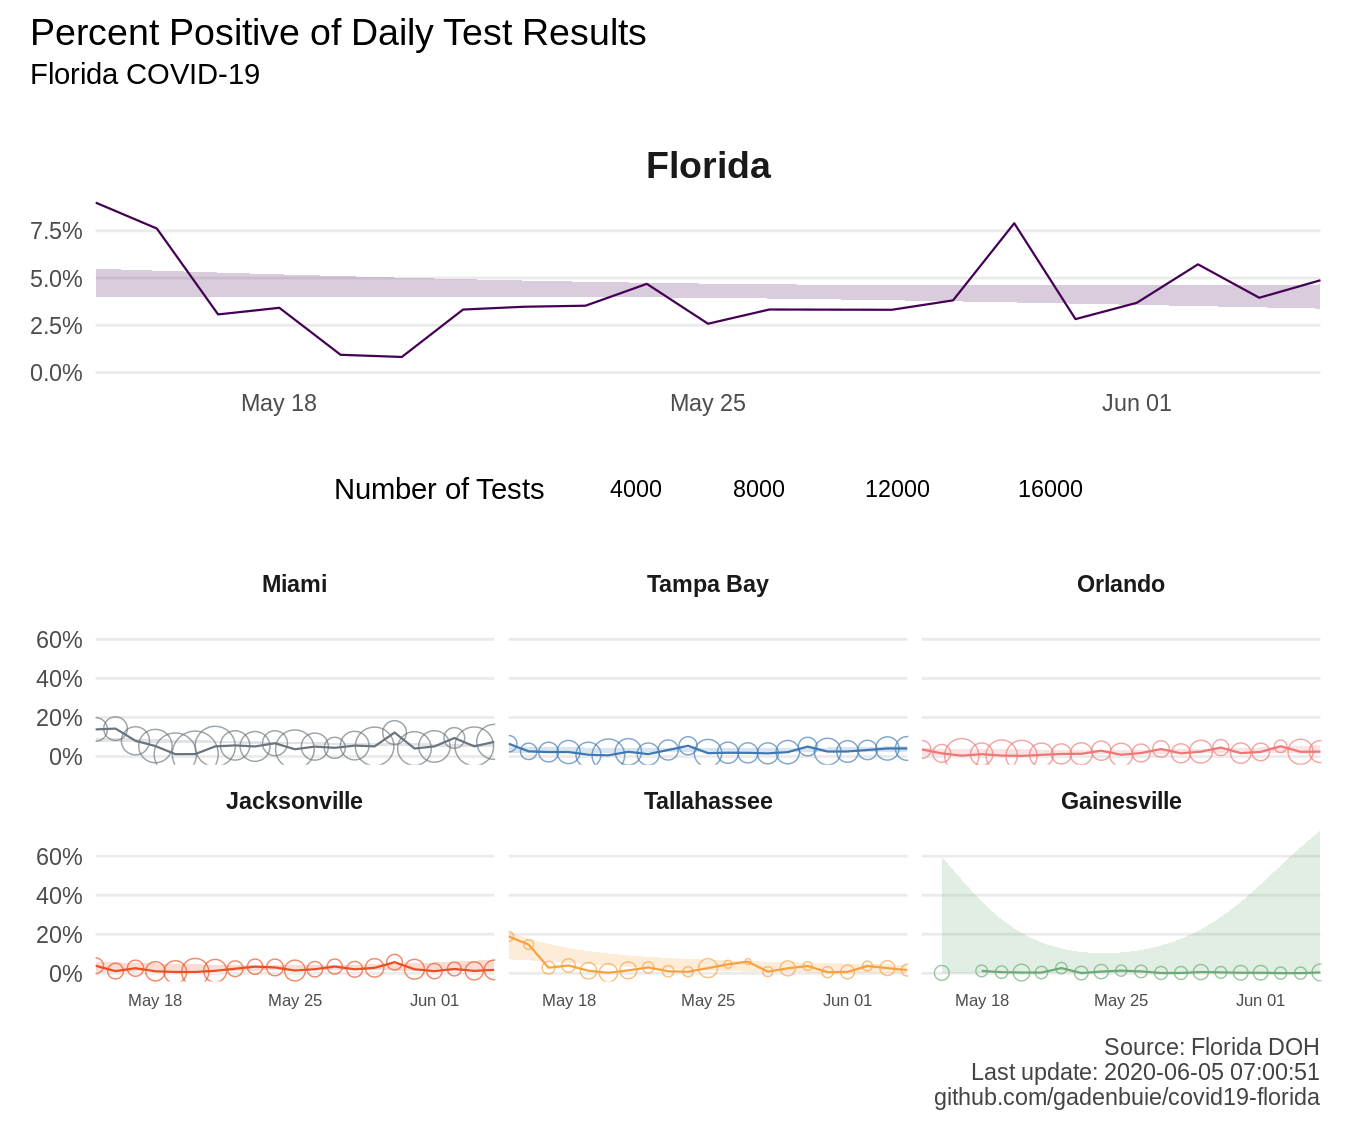 Percent Positive of Daily Test Results
Florida COVID-19
Florida
7.5%
5.0%
2.5%
0.0%
May 18 May 25 Jun 01
Number of Tests 4000 8000 12000 16000
Miami Tampa Bay Orlando
60%
40%
20%
0%
Jacksonville Tallahassee Gainesville
60%
40%
20%
0%
May 18 May 25 Jun 01 May 18 May 25 Jun 01 May 18 May 25 Jun 01
Source: Florida DOH
Last update: 2020-06-05 07:00:51
github.com/gadenbuie/covid19-florida